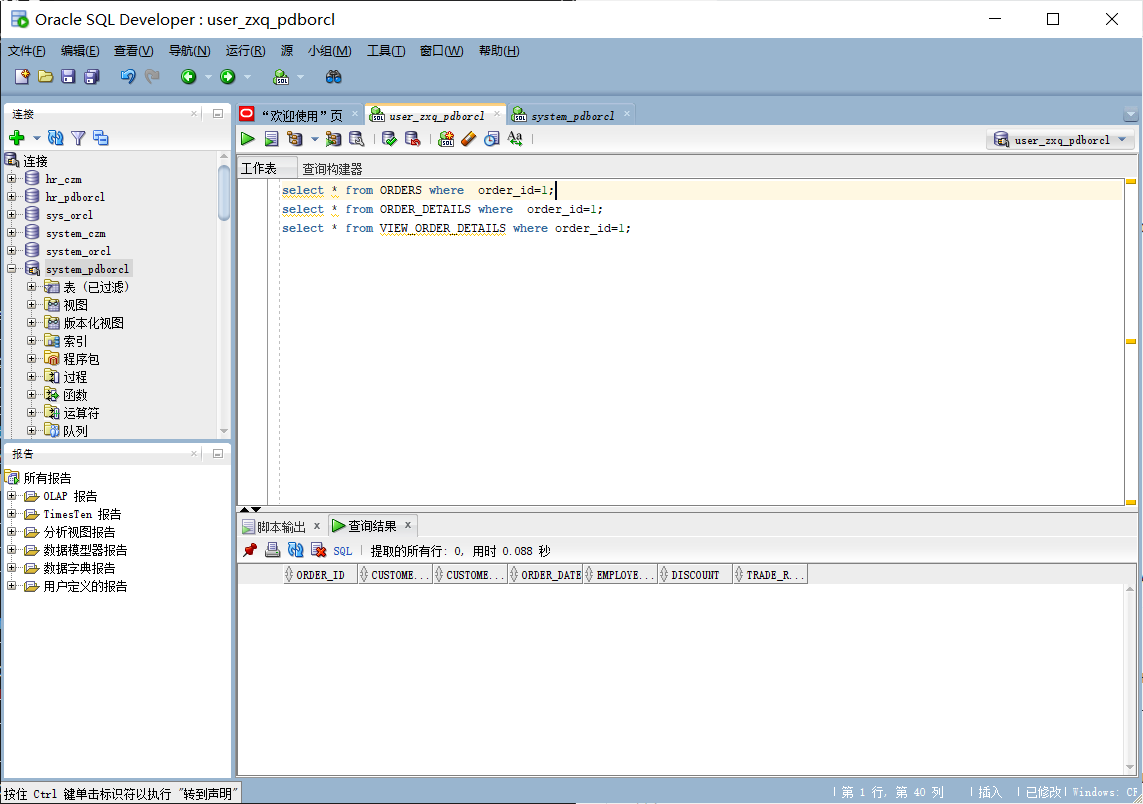 Oracle SQL Developer : user_zxq_pdborcl
文件(F) 编辑(E) 查看(V) 导航(N) 运行(R) 源 小组(M) 工具(T) 窗口(W) 帮助(H)
连接
连接
hr_czm
hr_pdborcl
sys_orcl
system_czm
system_orcl
system_pdborcl
表 (已过滤)
视图
版本化视图
索引
程序包
过程
函数
运算符
队列
报告
所有报告
OLAP 报告
TimesTen 报告
分析视图报告
数据模型器报告
数据字典报告
用户定义的报告
“欢迎使用”页 user_zxq_pdborcl system_pdborcl
user_zxq_pdborcl
工作表 查询构建器
select * from ORDERS where  order_id=1;
select * from ORDER_DETAILS where  order_id=1;
select * from VIEW_ORDER_DETAILS where order_id=1;
脚本输出 x 查询结果 x
SQL | 提取的所有行: 0, 用时 0.088 秒
ORDER_ID CUSTOME... CUSTOME... ORDER_DATE EMPLOYE... DISCOUNT TRADE_R...
按住 Ctrl 键单击标识符以执行 "转到声明"
第 1 行, 第 40 列 | 插入 | 已修改 | Windows: CF